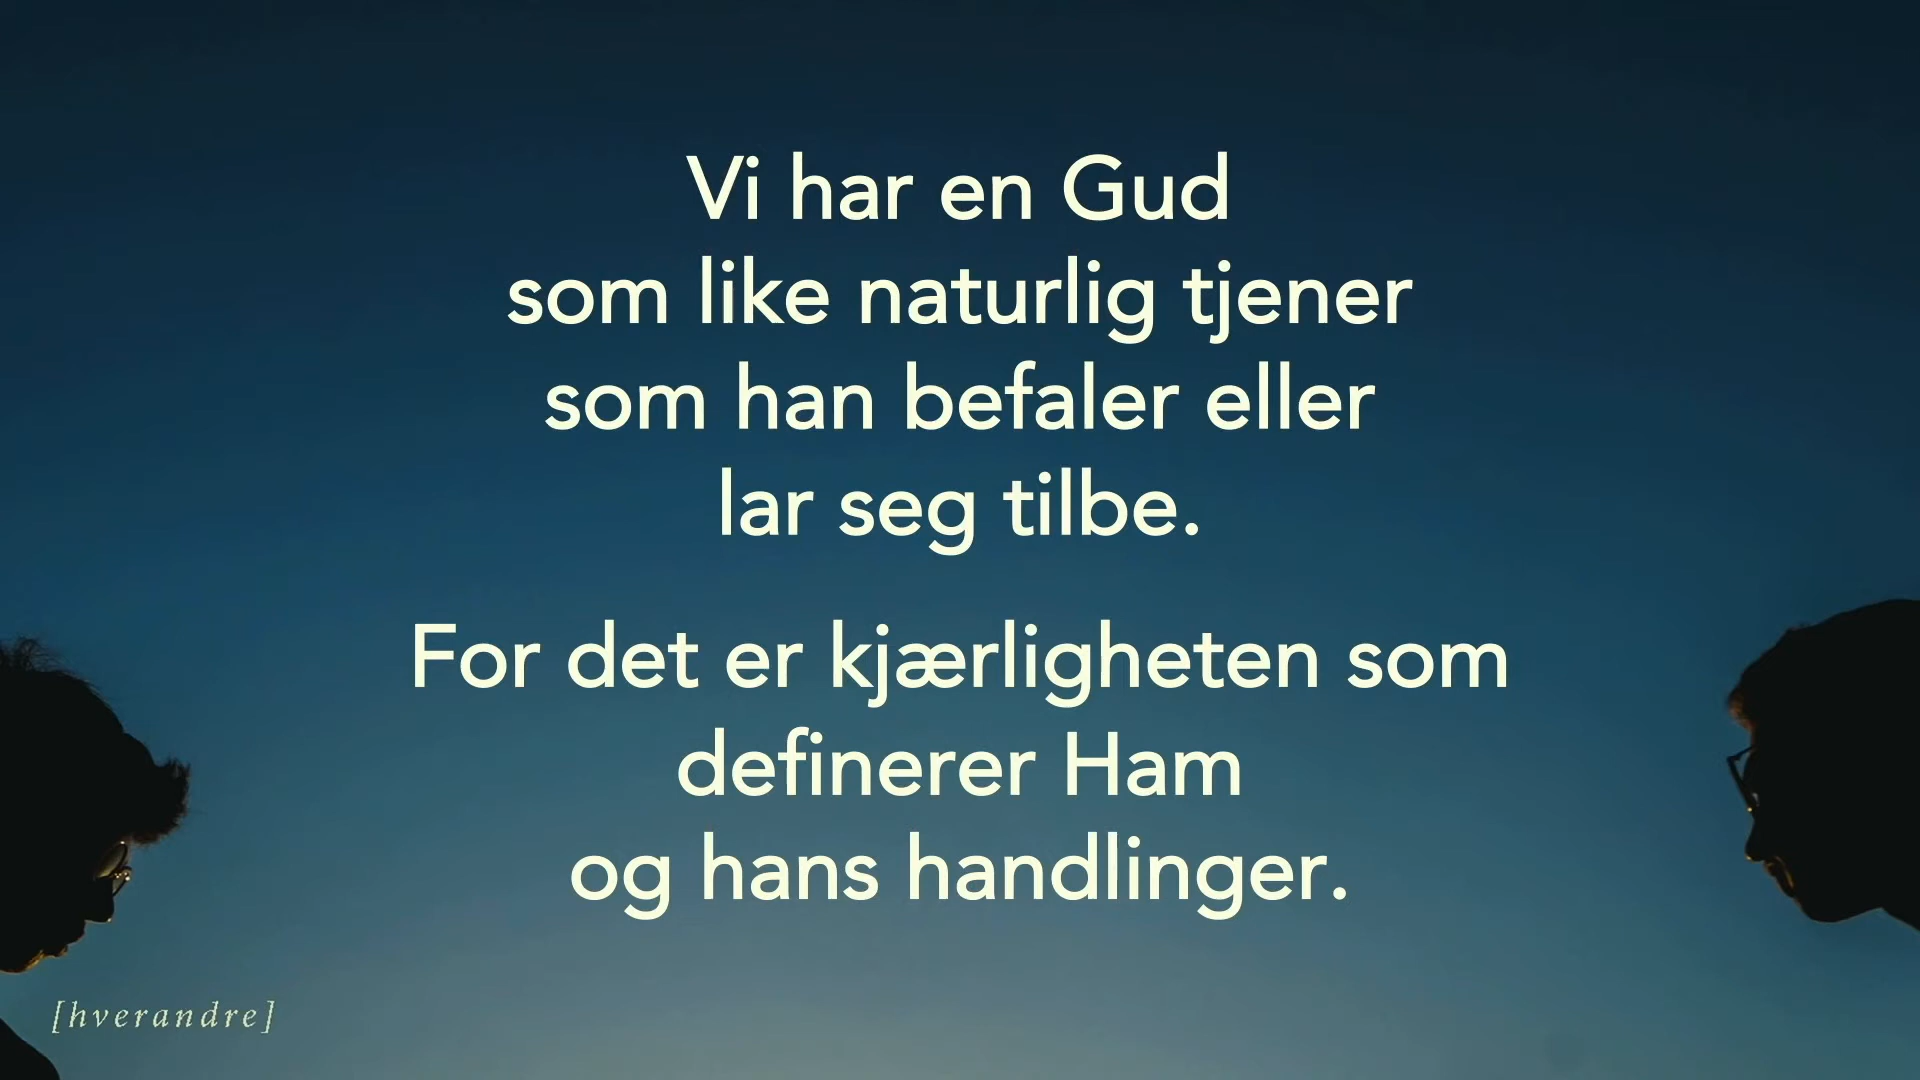 Vi har en Gud
som like naturlig tjener
som han befaler eller
lar seg tilbe.
For det er kjærligheten som
definerer Ham
og hans handlinger.
[hverandre]